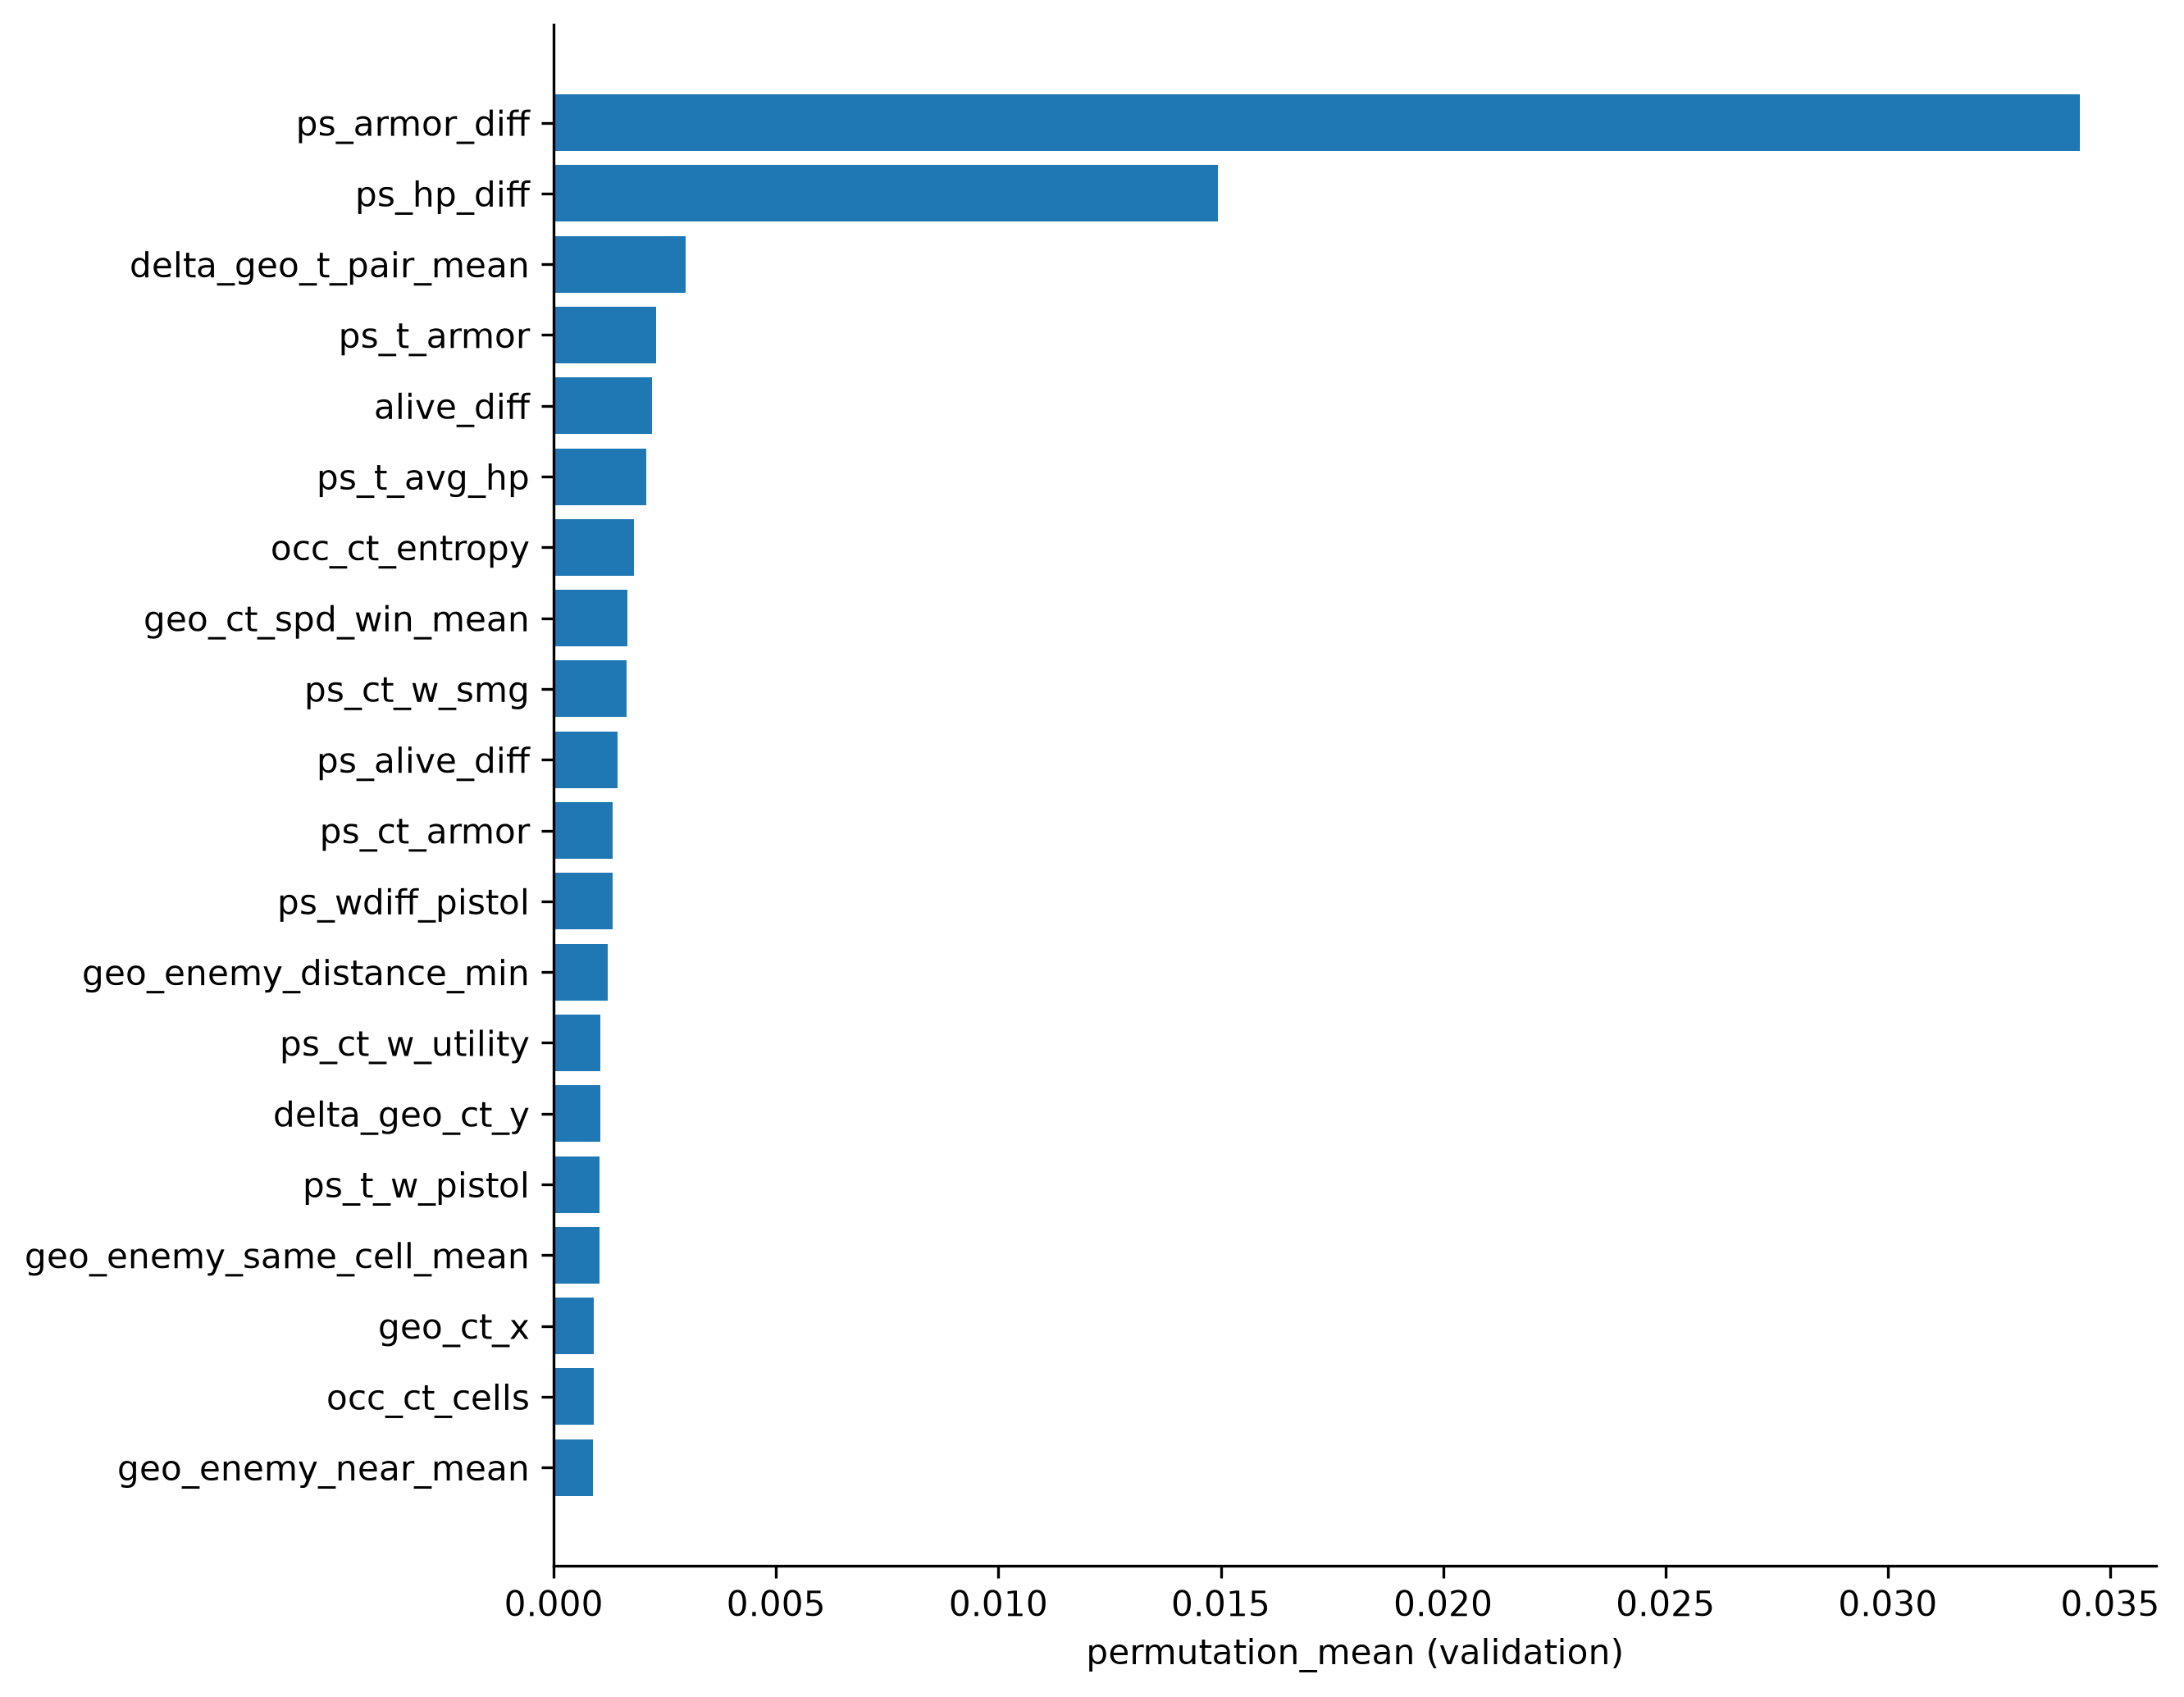 ps_armor_diff
ps_hp_diff
delta_geo_t_pair_mean
ps_t_armor
alive_diff
ps_t_avg_hp
occ_ct_entropy
geo_ct_spd_win_mean
ps_ct_w_smg
ps_alive_diff
ps_ct_armor
ps_wdiff_pistol
geo_enemy_distance_min
ps_ct_w_utility
delta_geo_ct_y
ps_t_w_pistol
geo_enemy_same_cell_mean
geo_ct_x
occ_ct_cells
geo_enemy_near_mean
0.000 0.005 0.010 0.015 0.020 0.025 0.030 0.035
permutation_mean (validation)